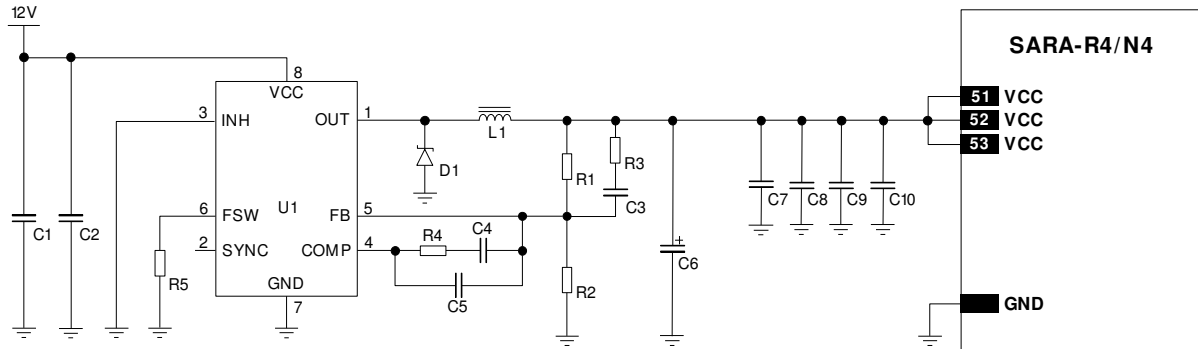 12V
SARA-R4/N4
8
VCC
51 VCC
3 INH OUT 1
52 VCC
L1
53 VCC
R3
D1
R1
C7 C8 C9 C10
C3
6 FSW U1 FB 5
C1 C2
R4 C4
2 SYNC COMP 4
+
C6
R5
GND
C5
R2
7
GND